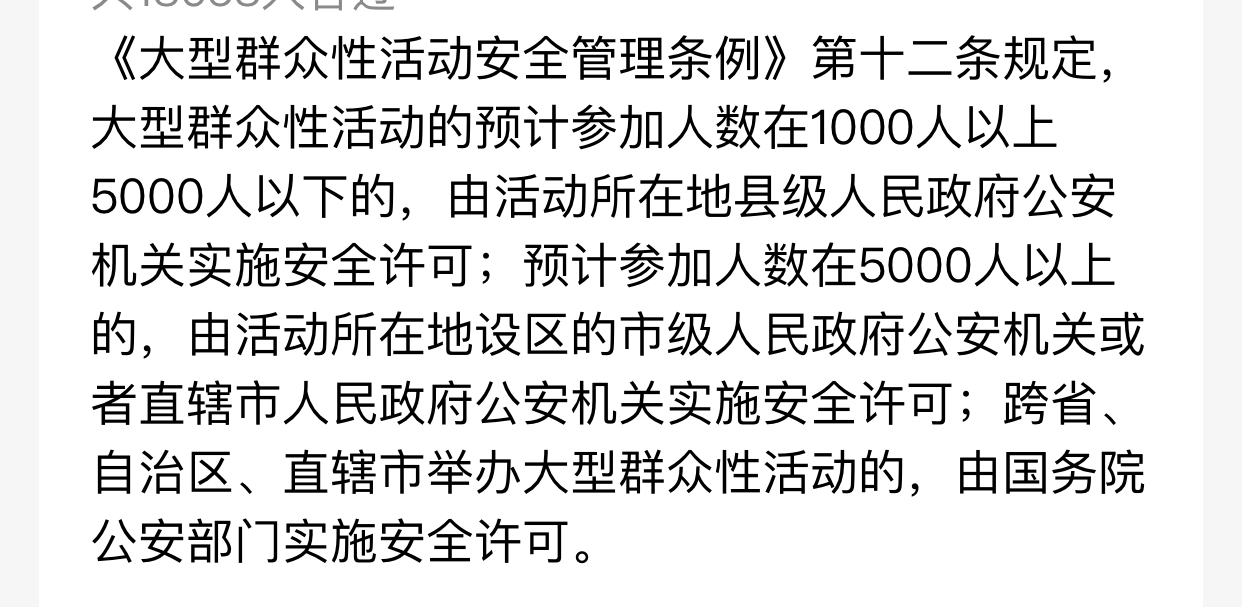 《大型群众性活动安全管理条例》第十二条规定，
大型群众性活动的预计参加人数在1000人以上
5000人以下的，由活动所在地县级人民政府公安
机关实施安全许可；预计参加人数在5000人以上
的，由活动所在地设区的市级人民政府公安机关或
者直辖市人民政府公安机关实施安全许可；跨省、
自治区、直辖市举办大型群众性活动的，由国务院
公安部门实施安全许可。